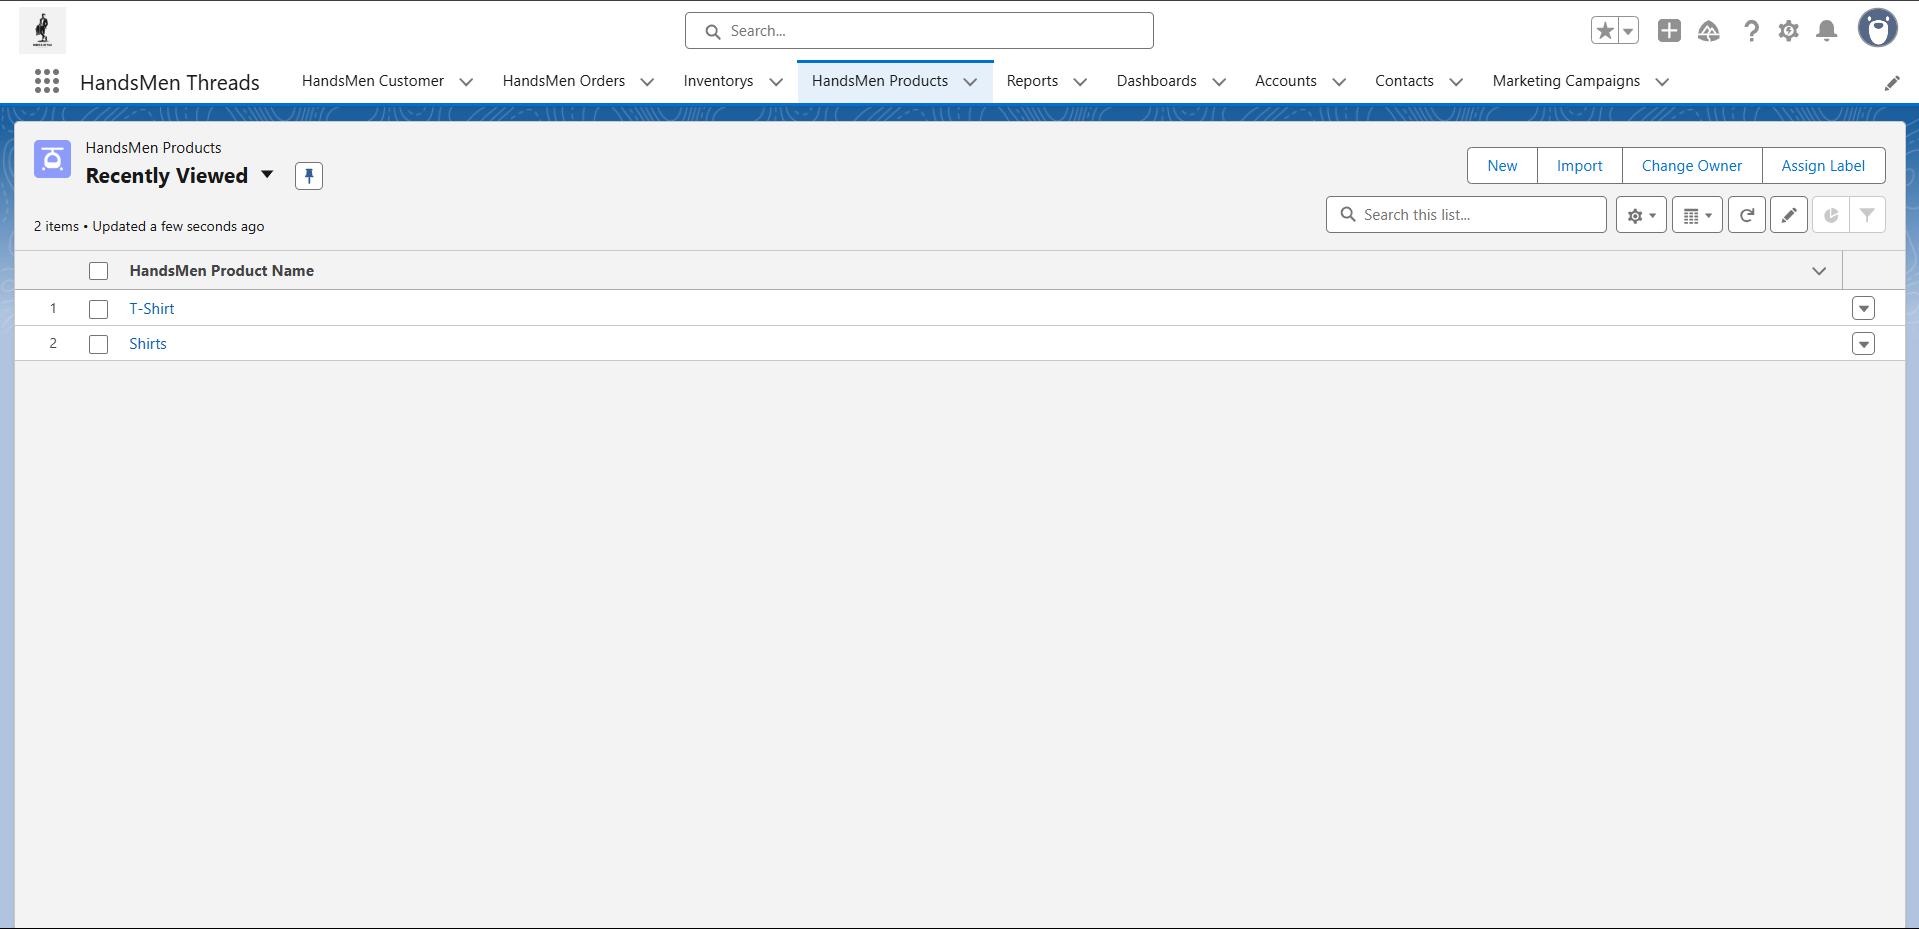 Search...
HandsMen Threads
HandsMen Customer
HandsMen Orders
Inventorys
HandsMen Products
Reports
Dashboards
Accounts
Contacts
Marketing Campaigns
HandsMen Products
Recently Viewed
New
Import
Change Owner
Assign Label
2 items • Updated a few seconds ago
Search this list...
HandsMen Product Name
1 T-Shirt
2 Shirts